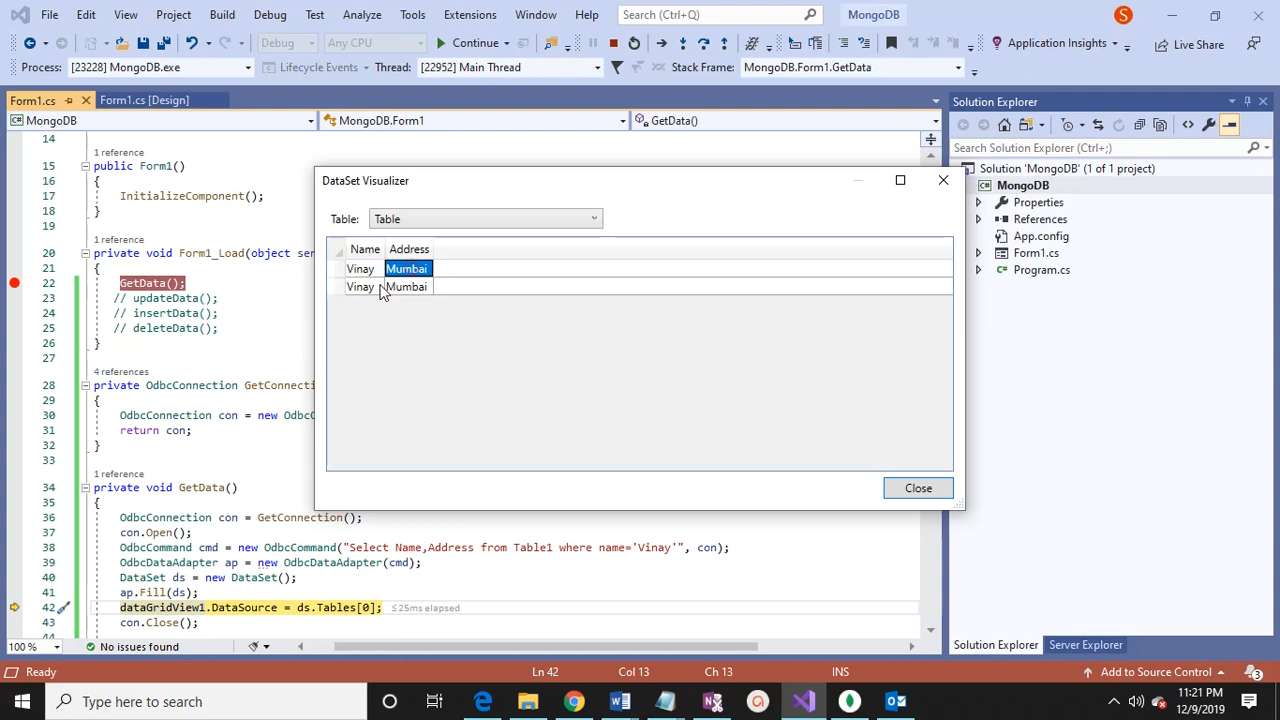 File Edit View Project Build Debug Test Analyze Tools Extensions Window Help Search (Ctrl+Q) MongoDB S
Debug Any CPU Continue Application Insights Live Share
Process: [23228] MongoDB.exe Lifecycle Events Thread: [22952] Main Thread Stack Frame: MongoDB.Form1.GetData
Form1.cs Form1.cs [Design]
MongoDB MongoDB.Form1 GetData()
14
1 reference
15 public Form1()
16 {
17 InitializeComponent();
18 }
19
1 reference
20 private void Form1_Load(object
21 {
22 GetData();
23 // updateData();
24 // insertData();
25 // deleteData();
26 }
27
4 references
28 private OdbcConnection
29 {
30 OdbcConnection con = new
31 return con;
32 }
33
1 reference
34 private void GetData()
35 {
36 OdbcConnection con = GetConnection();
37 con.Open();
38 OdbcCommand cmd = new OdbcCommand("Select Name,Address from Table1 where name='Vinay'", con);
39 OdbcDataAdapter ap = new OdbcDataAdapter(cmd);
40 DataSet ds = new DataSet();
41 ap.Fill(ds);
42 dataGridView1.DataSource = ds.Tables[0]; ≤25ms elapsed
43 con.Close();
DataSet Visualizer
Table: Table
Name Address
Vinay Mumbai
Vinay Mumbai
Close
Solution Explorer
Search Solution Explorer (Ctrl+;)
Solution 'MongoDB' (1 of 1 project)
MongoDB
Properties
References
App.config
Form1.cs
Program.cs
Solution Explorer Server Explorer
100 % No issues found
Ready Ln 42 Col 13 Ch 13 INS Add to Source Control 3
Type here to search
11:21 PM
12/9/2019